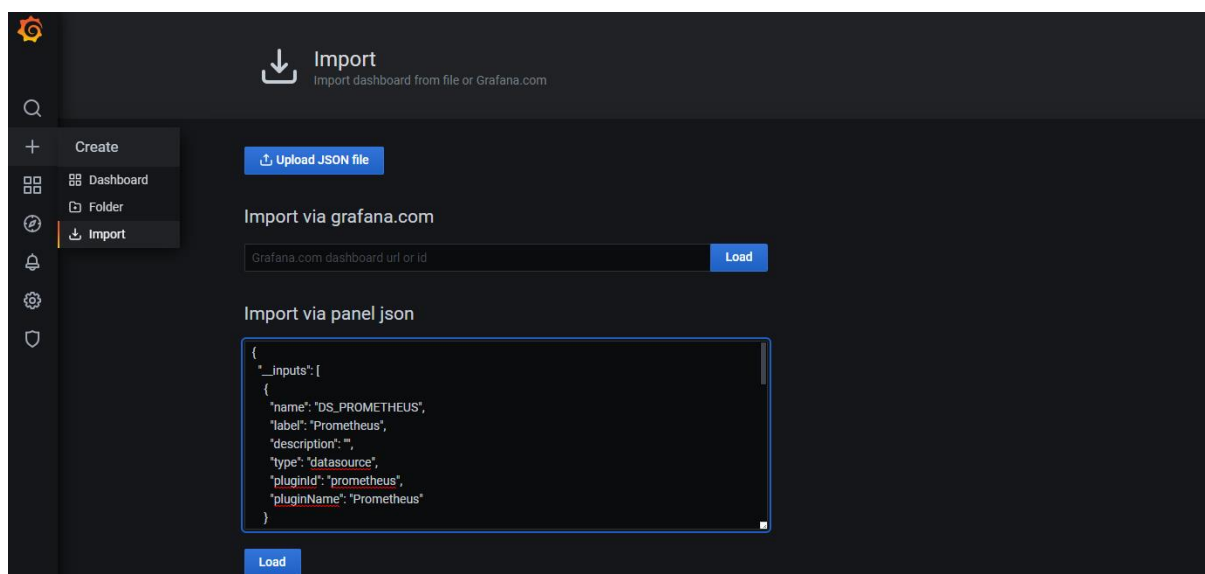 Import
Import dashboard from file or Grafana.com
Create
Dashboard
Folder
Import
Upload JSON file
Import via grafana.com
Grafana.com dashboard url or id
Load
Import via panel json
{
"__inputs": [
{
"name": "DS_PROMETHEUS",
"label": "Prometheus",
"description": "",
"type": "datasource",
"pluginId": "prometheus",
"pluginName": "Prometheus"
}
Load